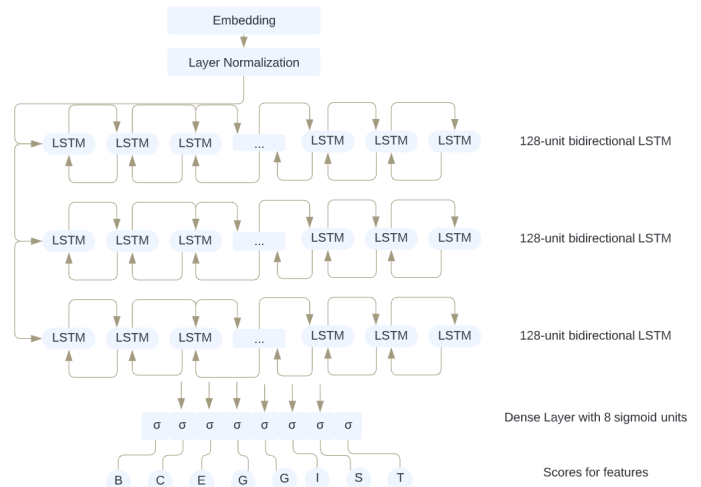 Embedding
Layer Normalization
LSTM LSTM LSTM ... LSTM LSTM LSTM 128-unit bidirectional LSTM
LSTM LSTM LSTM ... LSTM LSTM LSTM 128-unit bidirectional LSTM
LSTM LSTM LSTM ... LSTM LSTM LSTM 128-unit bidirectional LSTM
σ σ σ σ σ σ σ σ Dense Layer with 8 sigmoid units
B C E G G I S T Scores for features